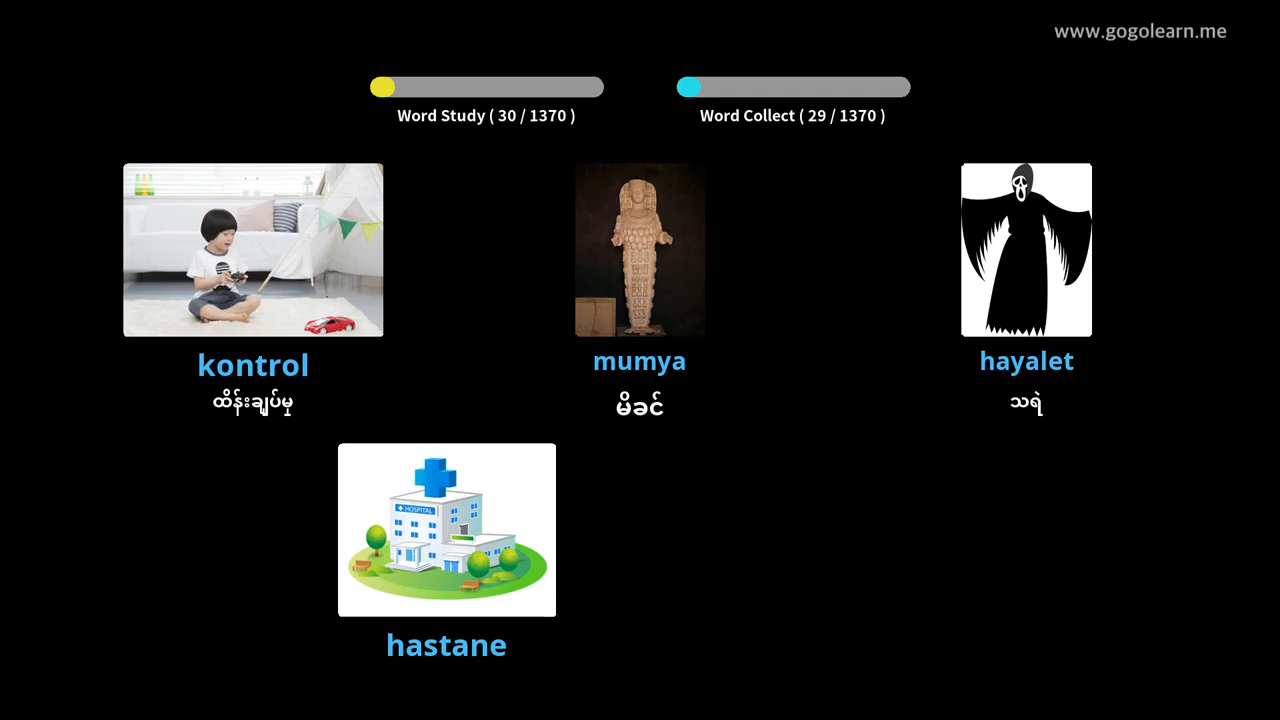 www.gogolearn.me
Word Study ( 30 / 1370 )
Word Collect ( 29 / 1370 )
kontrol
ထိန်းချုပ်မှု
mumya
မိခင်
hayalet
သရဲ
HOSPITAL
hastane